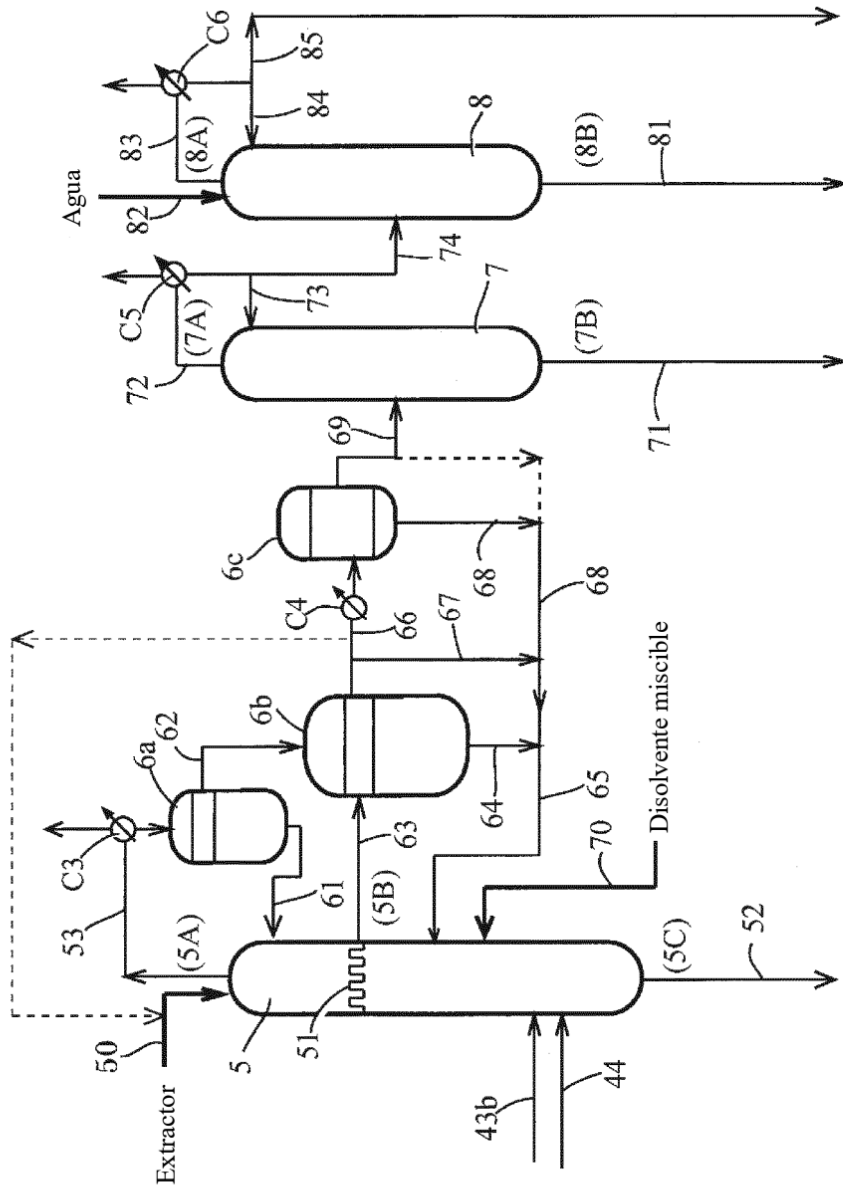 Extractor
50
53
C3
(5A)
5
51
61
(5B)
6a
62
63
6b
64
65
66
67
C4
6c
68
68
69
70
Disolvente miscible
43b
44
(5C)
52
7
71
72
(7A)
C5
73
74
(7B)
Agua
82
83
(8A)
C6
84
85
8
(8B)
81